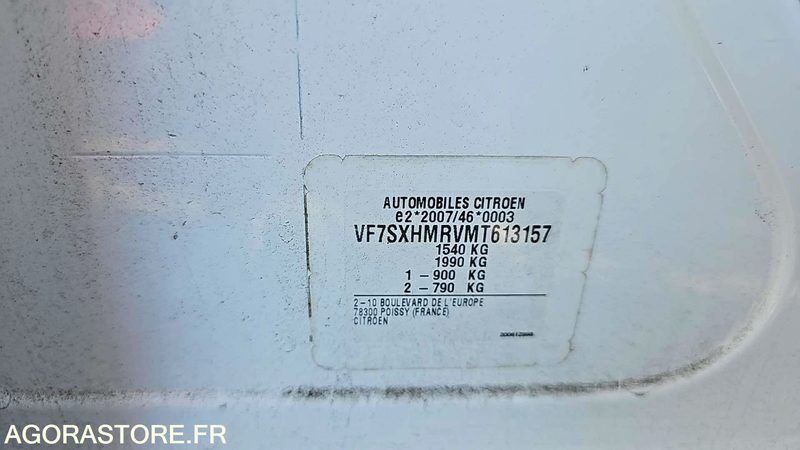 AUTOMOBILES CITROEN
e2*2007/46*0003
VF7SXHMRVMT613157
1540 KG
1990 KG
1 - 900 KG
2 - 790 KG
2-10 BOULEVARD DE L'EUROPE
78300 POISSY (FRANCE)
CITROEN
AGORASTORE.FR